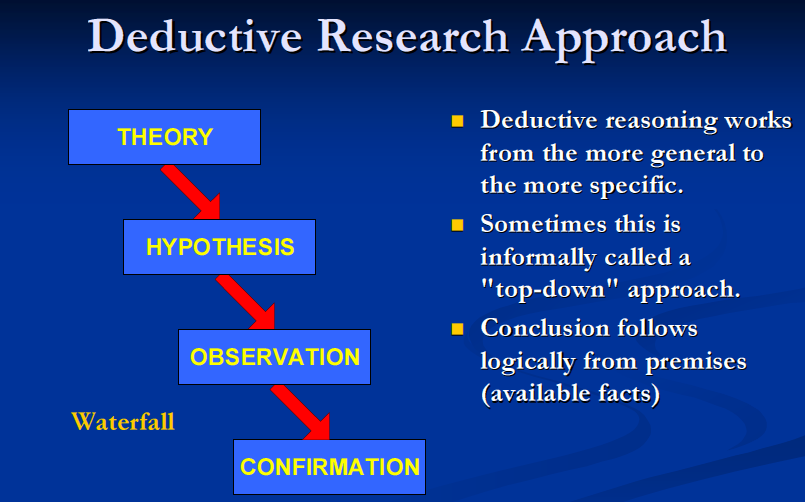 Deductive Research Approach
THEORY
HYPOTHESIS
OBSERVATION
CONFIRMATION
Waterfall
Deductive reasoning works
from the more general to
the more specific.
Sometimes this is
informally called a
"top-down" approach.
Conclusion follows
logically from premises
(available facts)